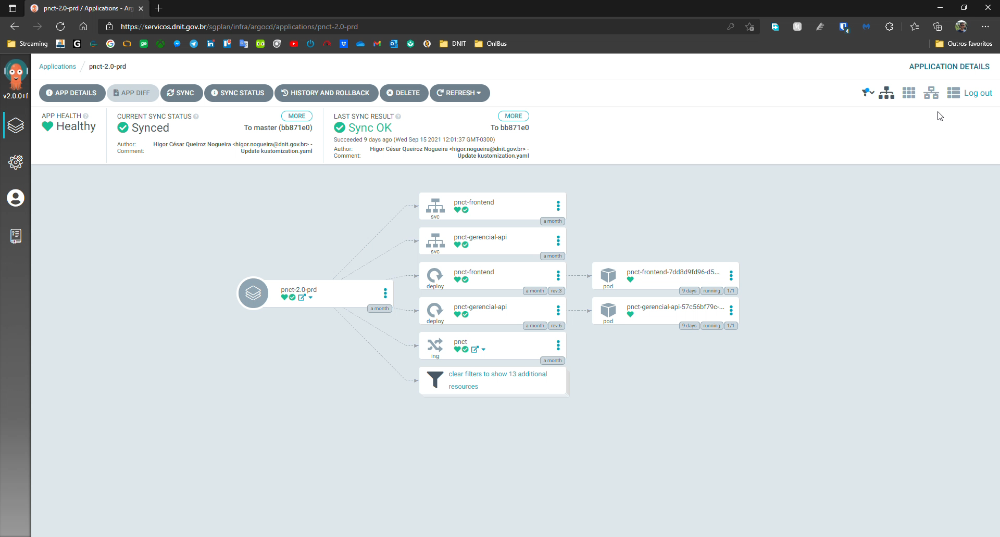 pnct-2.0-prd / Applications - Arg
https://servicos.dnit.gov.br/sgplan/infra/argocd/applications/pnct-2.0-prd
4
Streaming
G
ge
DNIT
OnlBus
Outros favoritos
v2.0.0+f
Applications / pnct-2.0-prd
APPLICATION DETAILS
APP DETAILS
APP DIFF
SYNC
SYNC STATUS
HISTORY AND ROLLBACK
DELETE
REFRESH
Log out
APP HEALTH
Healthy
CURRENT SYNC STATUS
MORE
Synced
To master (bb871e0)
Author: Higor César Queiroz Nogueira <higor.nogueira@dnit.gov.br> -
Comment: Update kustomization.yaml
LAST SYNC RESULT
MORE
Sync OK
To bb871e0
Succeeded 9 days ago (Wed Sep 15 2021 12:01:37 GMT-0300)
Author: Higor César Queiroz Nogueira <higor.nogueira@dnit.gov.br> -
Comment: Update kustomization.yaml
pnct-2.0-prd
a month
pnct-frontend
svc
a month
pnct-gerencial-api
svc
a month
pnct-frontend
deploy
a month rev:3
pnct-frontend-7dd8d9fd96-d5...
pod
9 days running 1/1
pnct-gerencial-api
deploy
a month rev:6
pnct-gerencial-api-57c56bf79c-...
pod
9 days running 1/1
pnct
ing
a month
clear filters to show 13 additional
resources